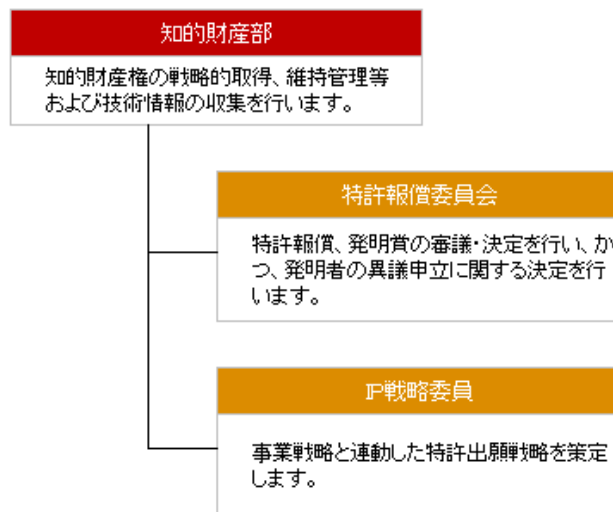 知的財産部
知的財産権の戦略的取得、維持管理等
および技術情報の収集を行います。
特許報償委員会
特許報償、発明賞の審議・決定を行い、か
つ、発明者の異議申立に関する決定を行
います。
IP戦略委員
事業戦略と連動した特許出願戦略を策定
します。